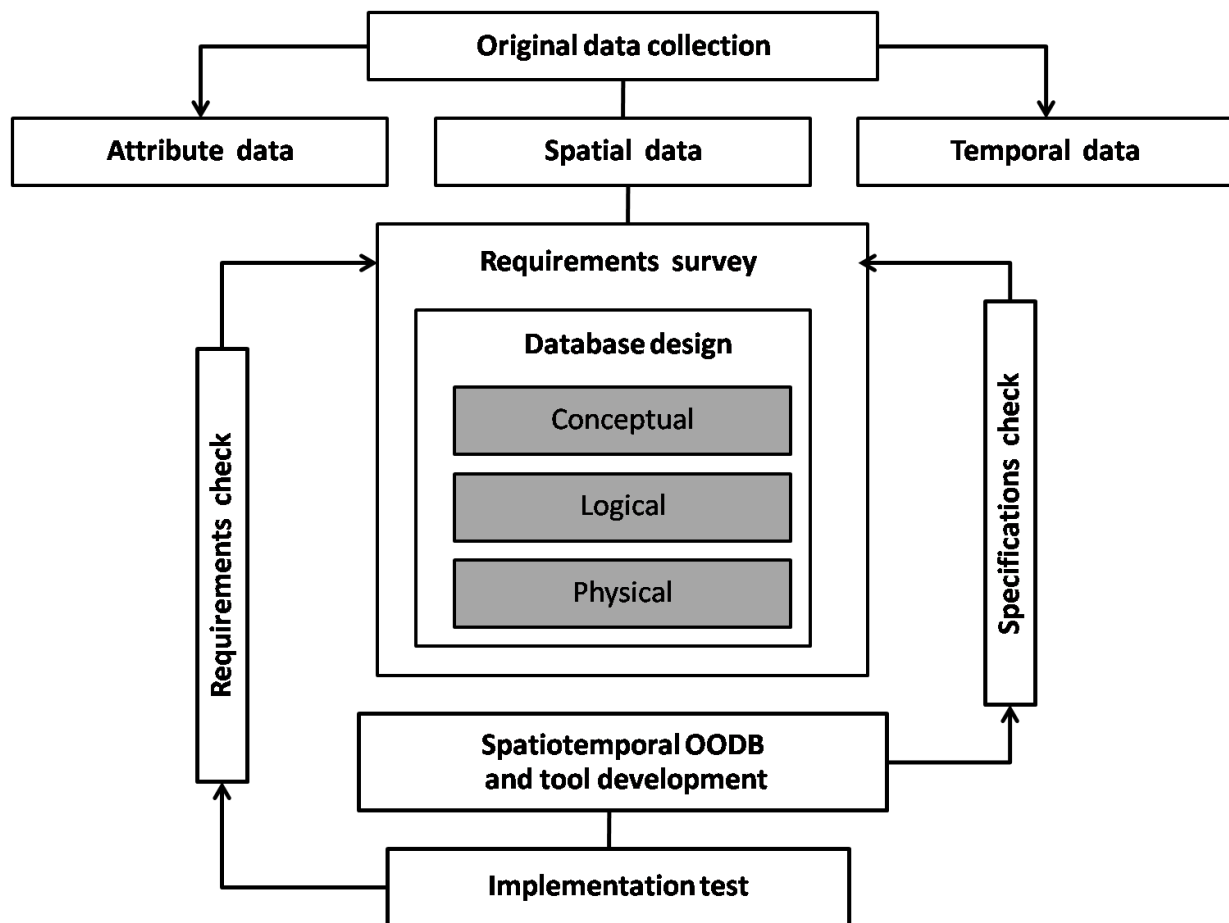 Original data collection
Attribute data
Spatial data
Temporal data
Requirements survey
Database design
Conceptual
Logical
Physical
Requirements check
Specifications check
Spatiotemporal OODB
and tool development
Implementation test